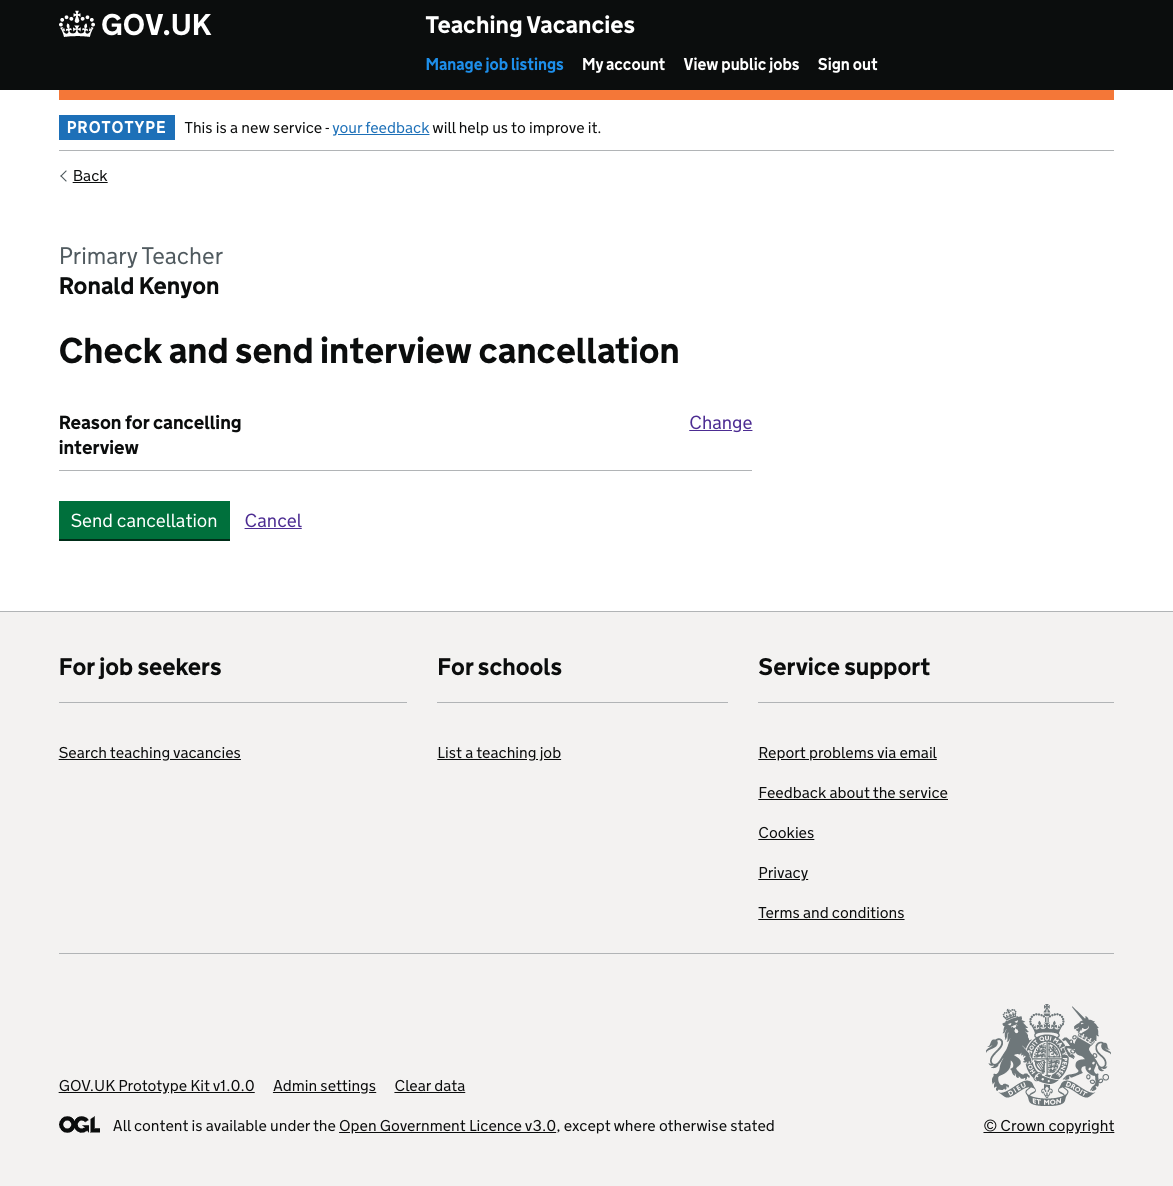 GOV.UK
Teaching Vacancies
Manage job listings My account View public jobs Sign out
PROTOTYPE This is a new service - your feedback will help us to improve it.
Back
Primary Teacher
Ronald Kenyon
Check and send interview cancellation
Reason for cancelling
interview
Change
Send cancellation Cancel
For job seekers
Search teaching vacancies
For schools
List a teaching job
Service support
Report problems via email
Feedback about the service
Cookies
Privacy
Terms and conditions
GOV.UK Prototype Kit v1.0.0 Admin settings Clear data
OGL All content is available under the Open Government Licence v3.0, except where otherwise stated
DIEU ET MON DROIT
© Crown copyright